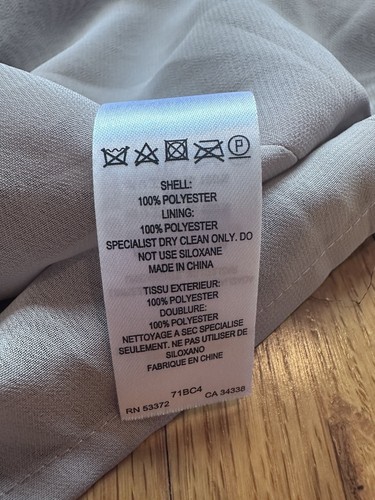 P
SHELL:
100% POLYESTER
LINING:
100% POLYESTER
SPECIALIST DRY CLEAN ONLY. DO
NOT USE SILOXANE
MADE IN CHINA
TISSU EXTERIEUR:
100% POLYESTER
DOUBLURE:
100% POLYESTER
NETTOYAGE A SEC SPECIALISE
SEULEMENT. NE PAS UTILISER DE
SILOXANO
FABRIQUE EN CHINE
71BC4
RN 53372 CA 34338